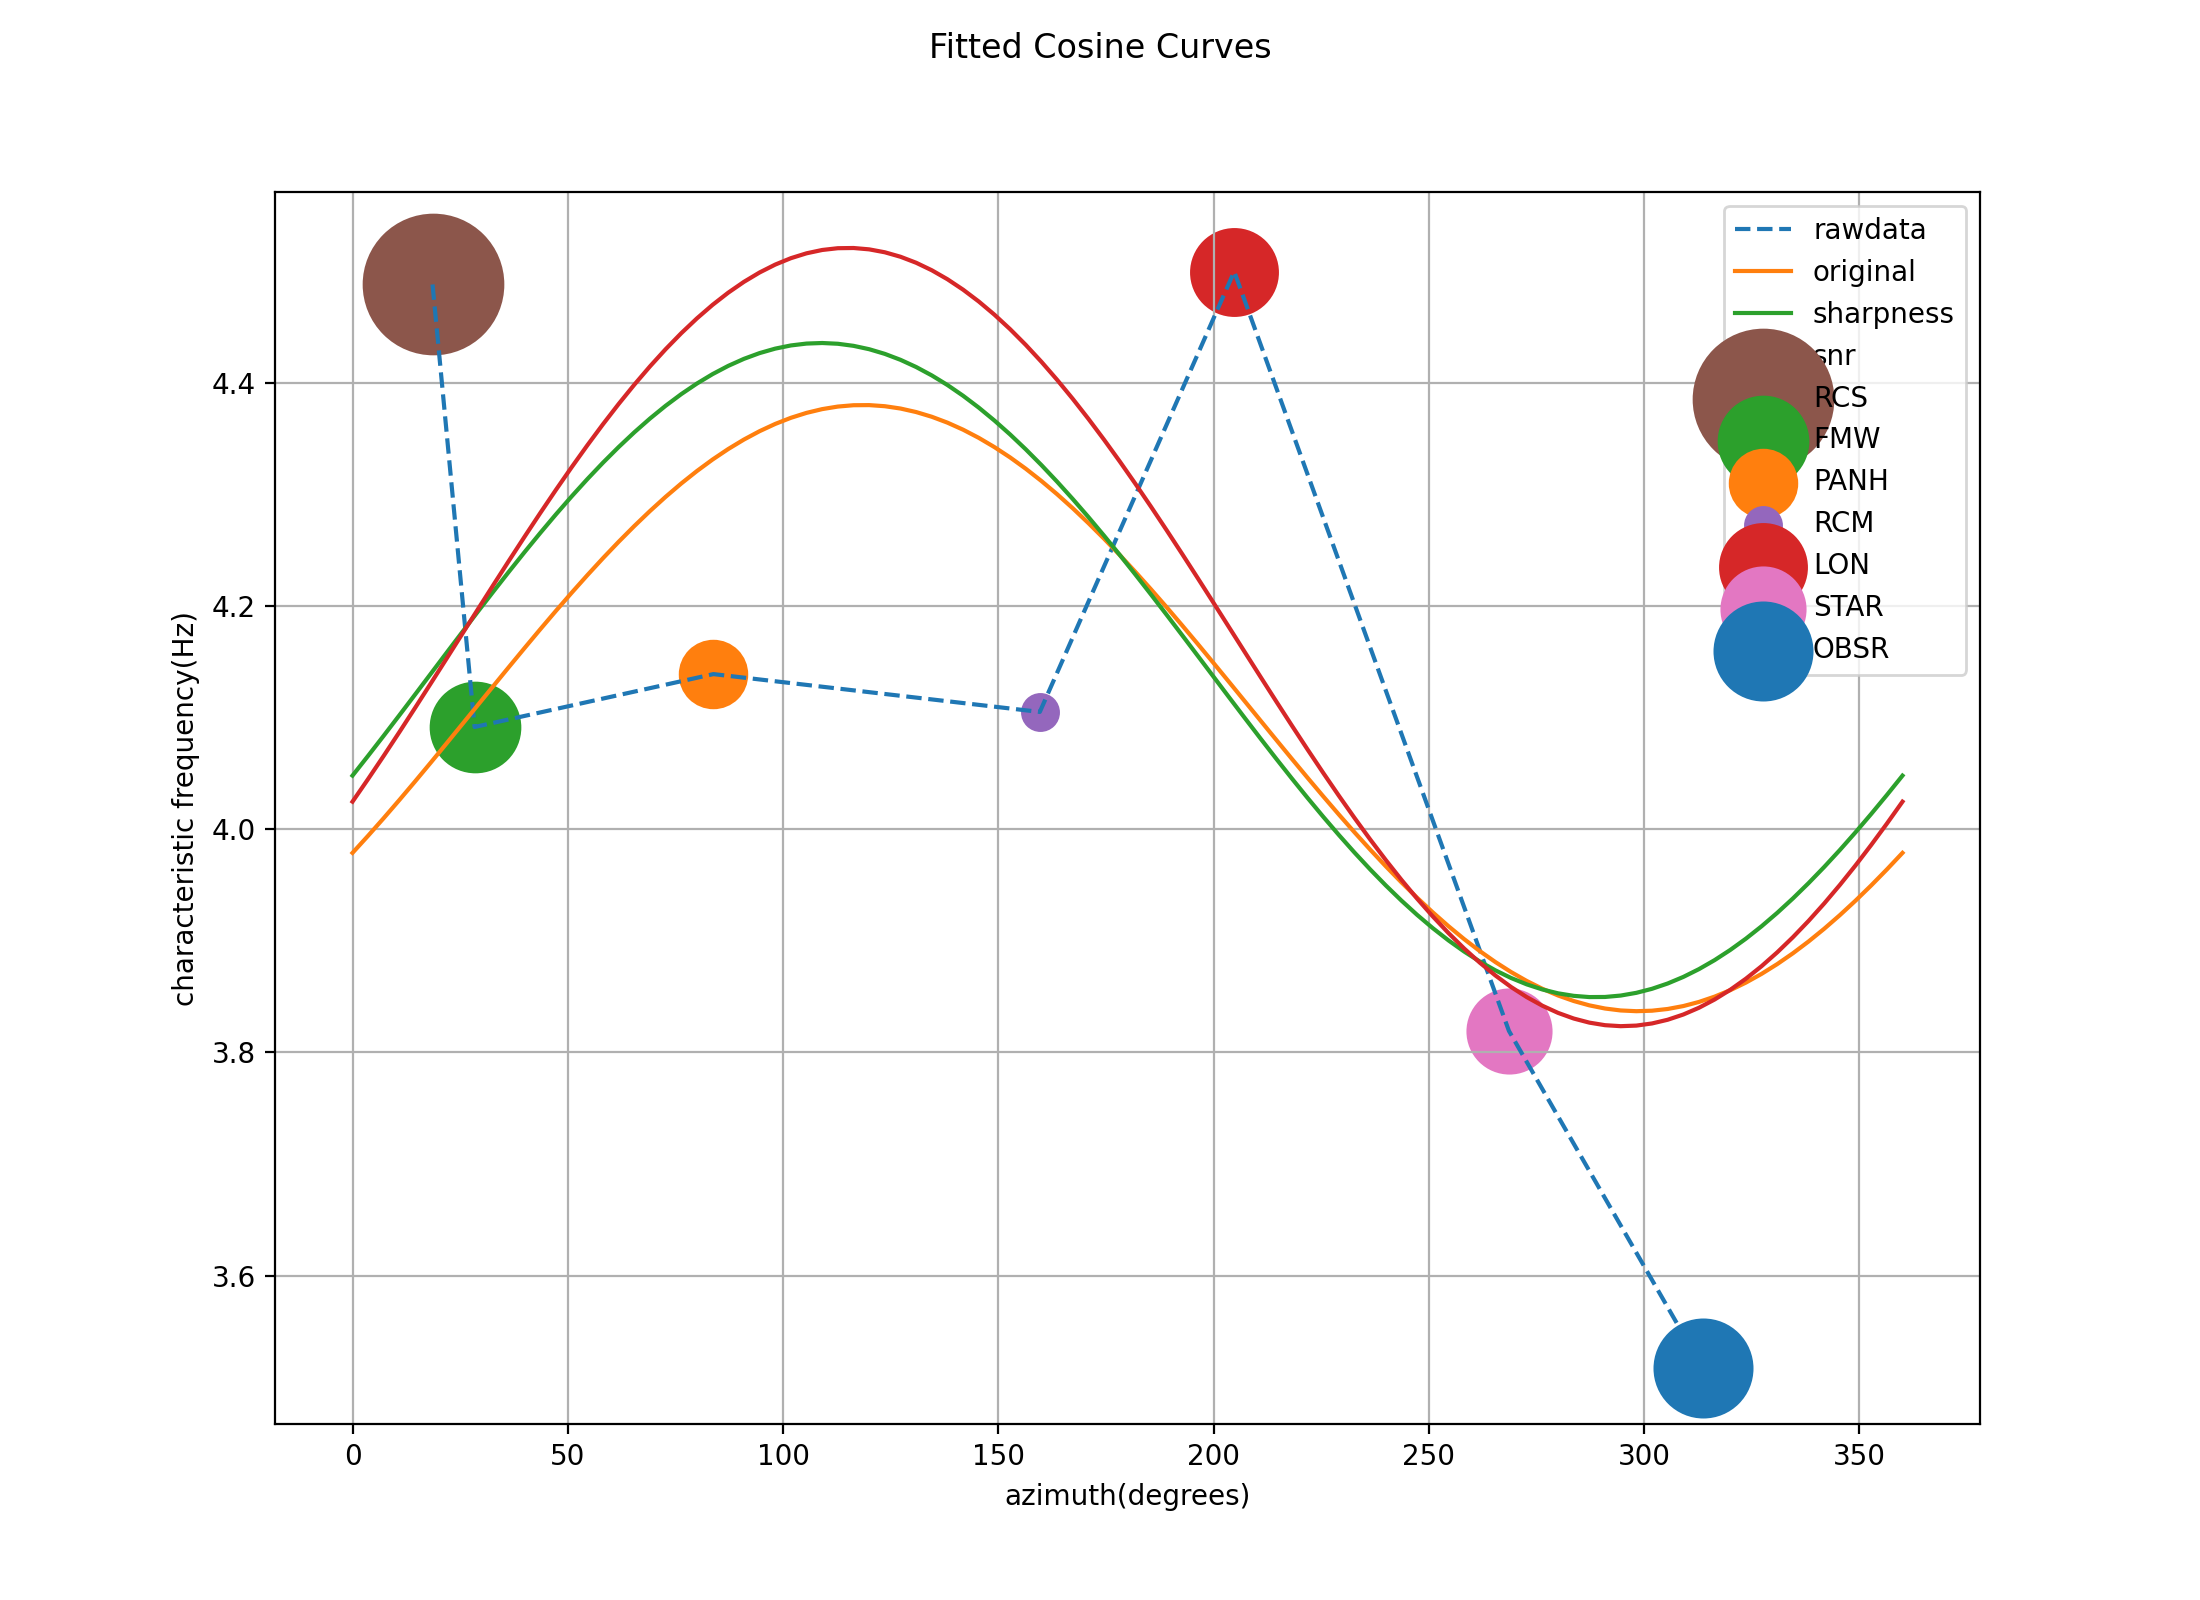 Fitted Cosine Curves
rawdata
original
sharpness
snr
RCS
FMW
PANH
RCM
LON
STAR
OBSR
4.4
4.2
4.0
3.8
3.6
characteristic frequency(Hz)
0 50 100 150 200 250 300 350
azimuth(degrees)